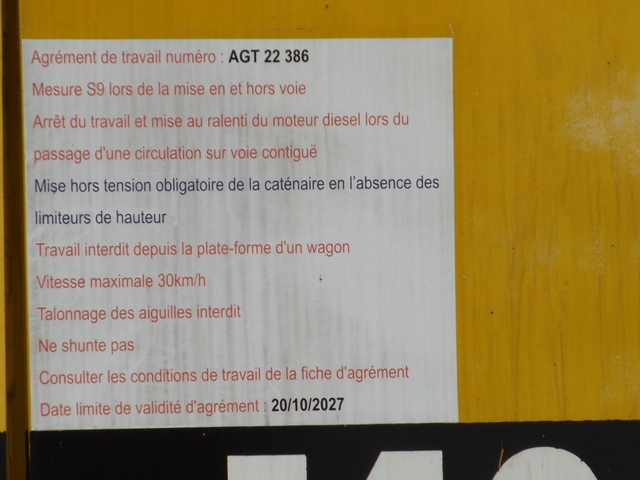 Agrément de travail numéro : AGT 22 386
Mesure S9 lors de la mise en et hors voie
Arrêt du travail et mise au ralenti du moteur diesel lors du
passage d'une circulation sur voie contiguë
Mise hors tension obligatoire de la caténaire en l'absence des
limiteurs de hauteur
Travail interdit depuis la plate-forme d'un wagon
Vitesse maximale 30km/h
Talonnage des aiguilles interdit
Ne shunte pas
Consulter les conditions de travail de la fiche d'agrément
Date limite de validité d'agrément : 20/10/2027